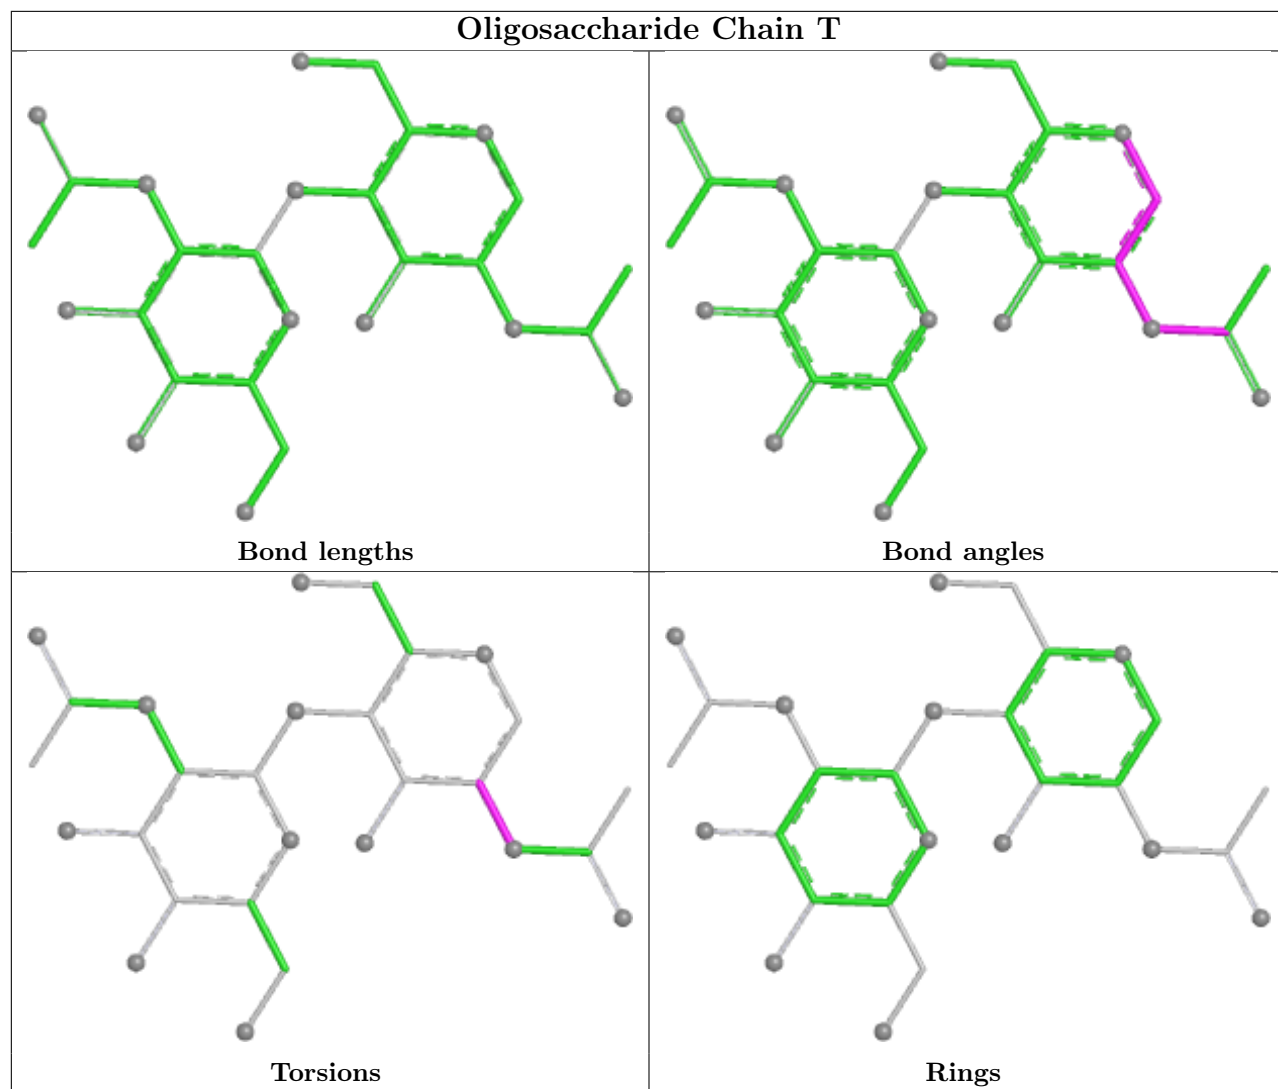 Oligosaccharide Chain T
Bond lengths
Bond angles
Torsions
Rings